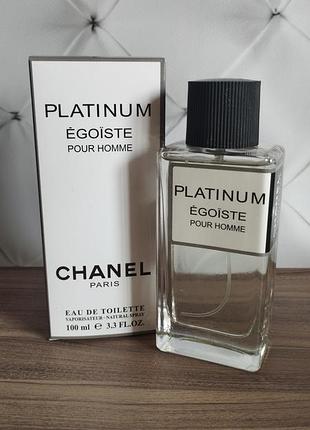 PLATINUM
ÉGOÏSTE
POUR HOMME
CHANEL
PARIS
EAU DE TOILETTE
VAPORISATEUR - NATURAL SPRAY
100 ml ℮ 3.3 FL.OZ.
PLATINUM
ÉGOÏSTE
POUR HOMME